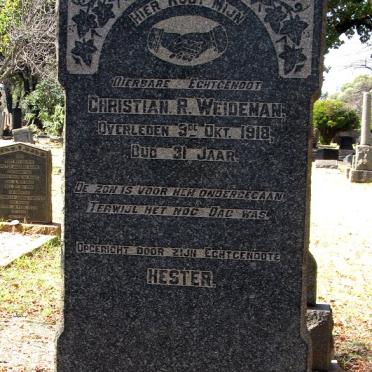 HIER RUST MIJN
DIERBARE ECHTGENOOT
CHRISTIAN R. WEIDEMAN,
OVERLEDEN 9DE OKT. 1918,
OUD 31 JAAR.
DE ZON IS VOOR HEM ONDERGEGAAN
TERWIJL HET NOG DAG WAS.
OPGERICHT DOOR ZIJN ECHTGENOOTE
HESTER.